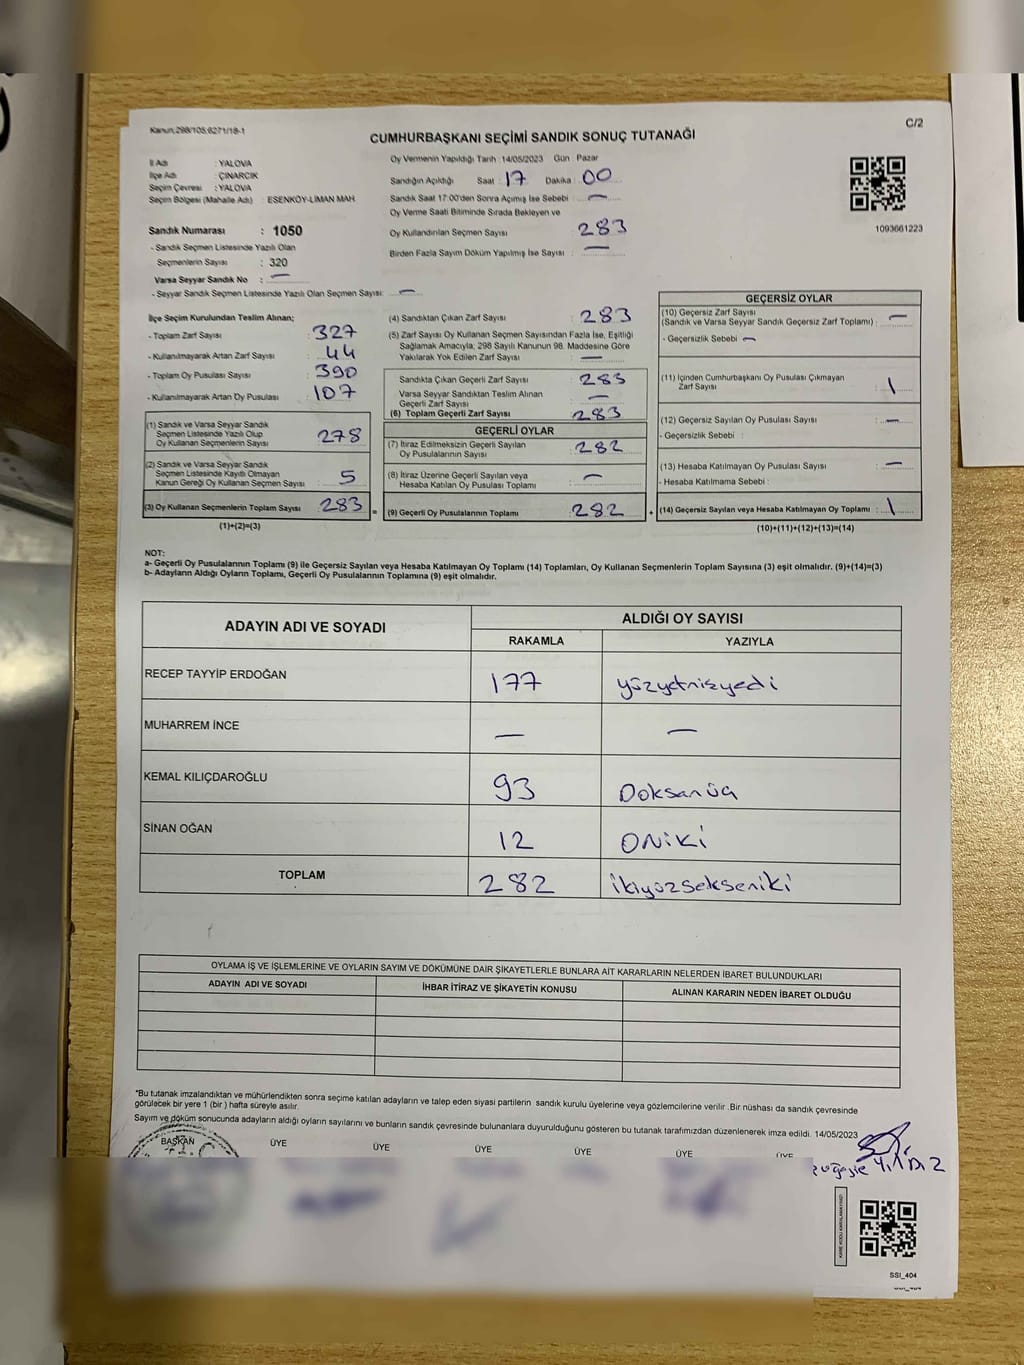 Kanun;298/105;6271/18-1
C/2
CUMHURBAŞKANI SEÇİMİ SANDIK SONUÇ TUTANAĞI
İl Adı : YALOVA
İlçe Adı : ÇINARCIK
Seçim Çevresi : YALOVA
Seçim Bölgesi (Mahalle Adı) : ESENKÖY-LİMAN MAH
Sandık Numarası : 1050
- Sandık Seçmen Listesinde Yazılı Olan
Seçmenlerin Sayısı : 320
Varsa Seyyar Sandık No : —
- Seyyar Sandık Seçmen Listesinde Yazılı Olan Seçmen Sayısı: —
Oy Vermenin Yapıldığı Tarih :14/05/2023 Gün : Pazar
Sandığın Açıldığı Saat : 17 Dakika : 00
Sandık Saat 17:00'den Sonra Açımış İse Sebebi : —
Oy Verme Saati Bitiminde Sırada Bekleyen ve
Oy Kullandırılan Seçmen Sayısı : 283
Birden Fazla Sayım Döküm Yapılmış İse Sayısı : —
1093661223
İlçe Seçim Kurulundan Teslim Alınan;
- Toplam Zarf Sayısı : 327
- Kullanılmayarak Artan Zarf Sayısı : 44
- Toplam Oy Pusulası Sayısı : 390
- Kullanılmayarak Artan Oy Pusulası : 107
(1) Sandık ve Varsa Seyyar Sandık
Seçmen Listesinde Yazılı Olup
Oy Kullanan Seçmenlerin Sayısı : 278
(2) Sandık ve Varsa Seyyar Sandık
Seçmen Listesinde Kayıtlı Olmayan
Kanun Gereği Oy Kullanan Seçmen Sayısı : 5
(3) Oy Kullanan Seçmenlerin Toplam Sayısı : 283 =
(1)+(2)=(3)
(4) Sandıktan Çıkan Zarf Sayısı : 283
(5) Zarf Sayısı Oy Kullanan Seçmen Sayısından Fazla İse, Eşitliği
Sağlamak Amacıyla; 298 Sayılı Kanunun 98. Maddesine Göre
Yakılarak Yok Edilen Zarf Sayısı : —
Sandıkta Çıkan Geçerli Zarf Sayısı : 283
Varsa Seyyar Sandıktan Teslim Alınan
Geçerli Zarf Sayısı : —
(6) Toplam Geçerli Zarf Sayısı : 283
GEÇERLİ OYLAR
(7) İtiraz Edilmeksizin Geçerli Sayılan
Oy Pusulalarının Sayısı : 282
(8) İtiraz Üzerine Geçerli Sayılan veya
Hesaba Katılan Oy Pusulası Toplamı : —
(9) Geçerli Oy Pusulalarının Toplamı : 282 +
GEÇERSİZ OYLAR
(10) Geçersiz Zarf Sayısı
(Sandık ve Varsa Seyyar Sandık Geçersiz Zarf Toplamı) : —
- Geçersizlik Sebebi : —
(11) İçinden Cumhurbaşkanı Oy Pusulası Çıkmayan
Zarf Sayısı : 1
(12) Geçersiz Sayılan Oy Pusulası Sayısı : —
- Geçersizlik Sebebi :
(13) Hesaba Katılmayan Oy Pusulası Sayısı : —
- Hesaba Katılmama Sebebi :
(14) Geçersiz Sayılan veya Hesaba Katılmayan Oy Toplamı : 1
(10)+(11)+(12)+(13)=(14)
NOT:
a- Geçerli Oy Pusulalarının Toplamı (9) ile Geçersiz Sayılan veya Hesaba Katılmayan Oy Toplamı (14) Toplamları, Oy Kullanan Seçmenlerin Toplam Sayısına (3) eşit olmalıdır. (9)+(14)=(3)
b- Adayların Aldığı Oyların Toplamı, Geçerli Oy Pusulalarının Toplamına (9) eşit olmalıdır.
ADAYIN ADI VE SOYADI ALDIĞI OY SAYISI
RAKAMLA YAZIYLA
RECEP TAYYİP ERDOĞAN 177 yüzyetmişyedi
MUHARREM İNCE — —
KEMAL KILIÇDAROĞLU 93 Doksanüç
SİNAN OĞAN 12 ONİKİ
TOPLAM 282 ikiyüzsekseniki
OYLAMA İŞ VE İŞLEMLERİNE VE OYLARIN SAYIM VE DÖKÜMÜNE DAİR ŞİKAYETLERLE BUNLARA AİT KARARLARIN NELERDEN İBARET BULUNDUKLARI
ADAYIN ADI VE SOYADI İHBAR İTİRAZ VE ŞİKAYETİN KONUSU ALINAN KARARIN NEDEN İBARET OLDUĞU
*Bu tutanak imzalandıktan ve mühürlendikten sonra seçime katılan adayların ve talep eden siyasi partilerin sandık kurulu üyelerine veya gözlemcilerine verilir .Bir nüshası da sandık çevresinde
görülecek bir yere 1 (bir ) hafta süreyle asılır.
Sayım ve döküm sonucunda adayların aldığı oyların sayılarını ve bunların sandık çevresinde bulunanlara duyurulduğunu gösteren bu tutanak tarafımızdan düzenlenerek imza edildi. 14/05/2023
BAŞKAN ÜYE ÜYE ÜYE ÜYE ÜYE ÜYE
YILDIZ
SSI_404